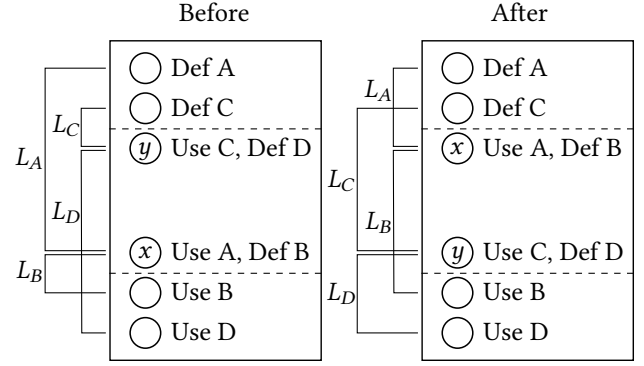 Before After
Def A
Def C
y Use C, Def D
x Use A, Def B
Use B
Use D
L_A
L_C
L_D
L_B
Def A
Def C
x Use A, Def B
y Use C, Def D
Use B
Use D
L_A
L_C
L_B
L_D